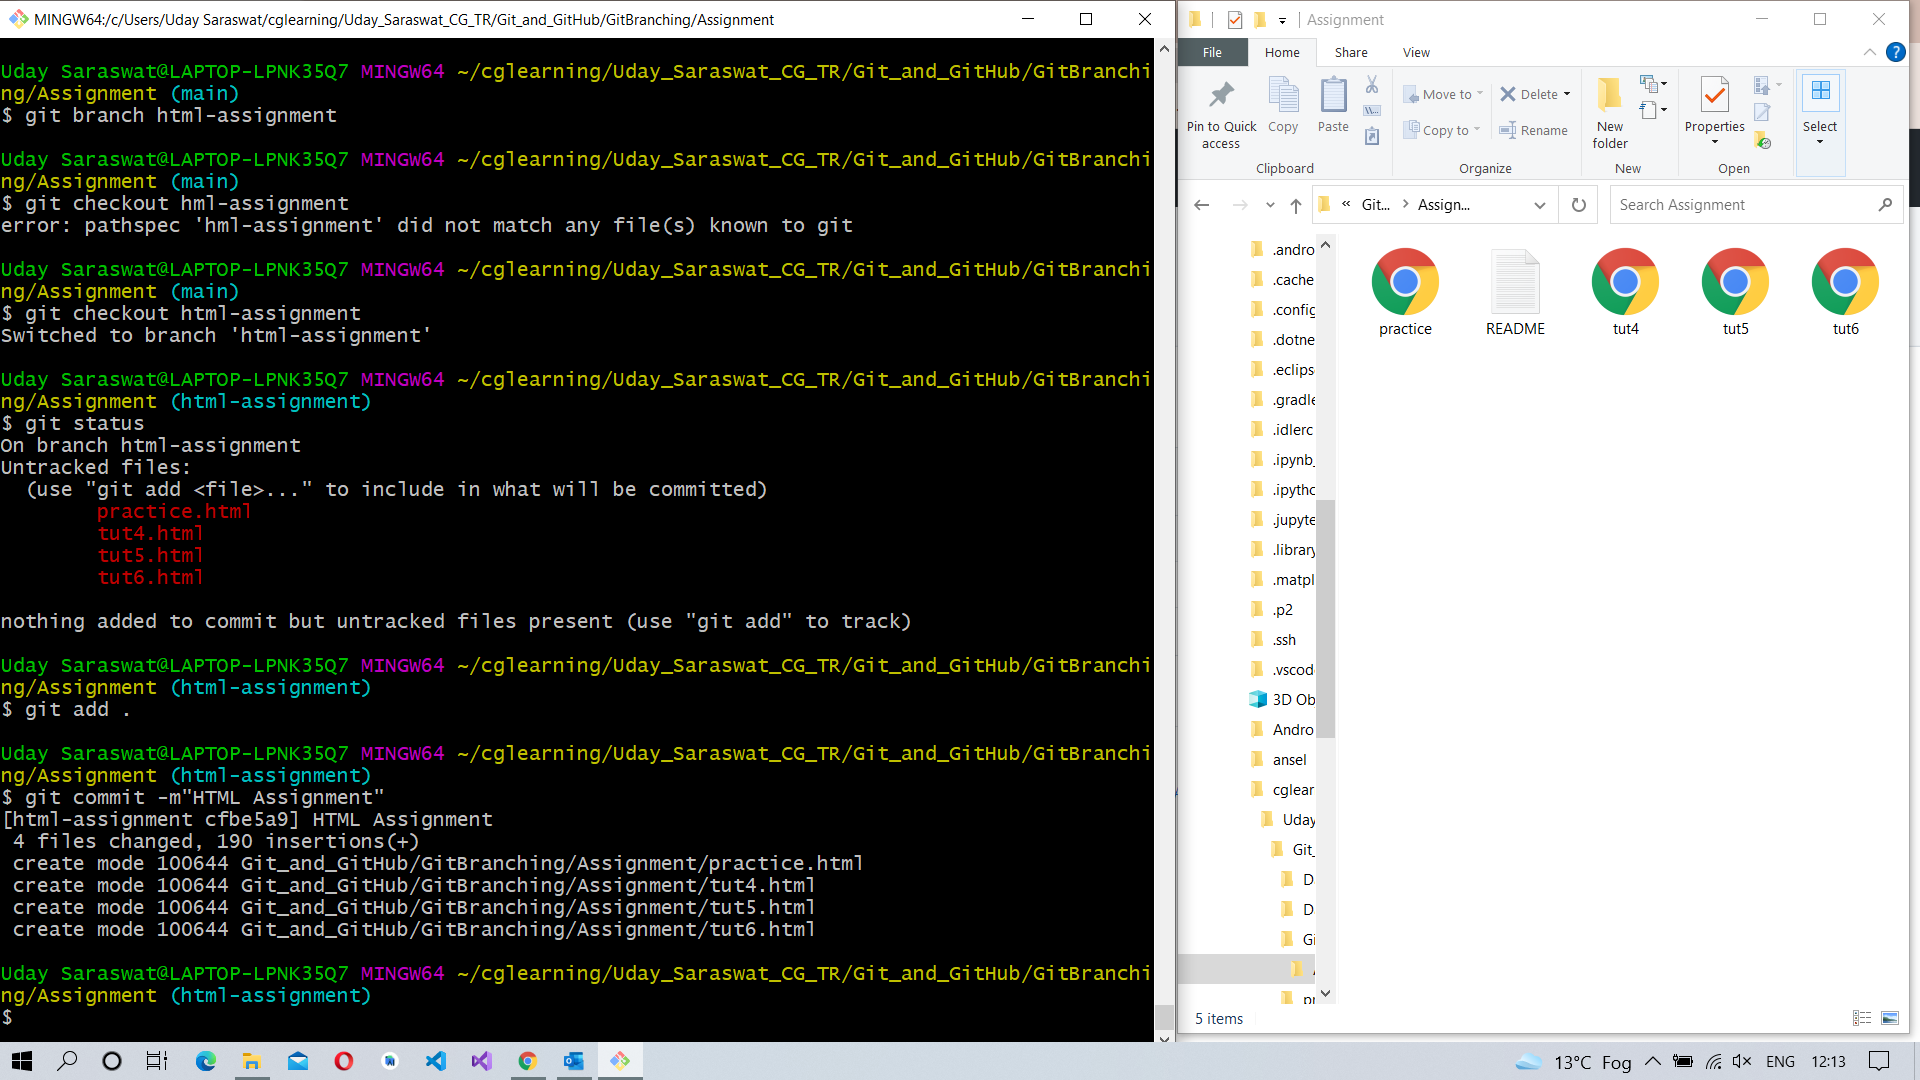 MINGW64:/c/Users/Uday Saraswat/cglearning/Uday_Saraswat_CG_TR/Git_and_GitHub/GitBranching/Assignment
Uday Saraswat@LAPTOP-LPNK35Q7 MINGW64 ~/cglearning/Uday_Saraswat_CG_TR/Git_and_GitHub/GitBranchi
ng/Assignment (main)
$ git branch html-assignment
Uday Saraswat@LAPTOP-LPNK35Q7 MINGW64 ~/cglearning/Uday_Saraswat_CG_TR/Git_and_GitHub/GitBranchi
ng/Assignment (main)
$ git checkout hml-assignment
error: pathspec 'hml-assignment' did not match any file(s) known to git
Uday Saraswat@LAPTOP-LPNK35Q7 MINGW64 ~/cglearning/Uday_Saraswat_CG_TR/Git_and_GitHub/GitBranchi
ng/Assignment (main)
$ git checkout html-assignment
Switched to branch 'html-assignment'
Uday Saraswat@LAPTOP-LPNK35Q7 MINGW64 ~/cglearning/Uday_Saraswat_CG_TR/Git_and_GitHub/GitBranchi
ng/Assignment (html-assignment)
$ git status
On branch html-assignment
Untracked files:
(use "git add <file>..." to include in what will be committed)
practice.html
tut4.html
tut5.html
tut6.html
nothing added to commit but untracked files present (use "git add" to track)
Uday Saraswat@LAPTOP-LPNK35Q7 MINGW64 ~/cglearning/Uday_Saraswat_CG_TR/Git_and_GitHub/GitBranchi
ng/Assignment (html-assignment)
$ git add .
Uday Saraswat@LAPTOP-LPNK35Q7 MINGW64 ~/cglearning/Uday_Saraswat_CG_TR/Git_and_GitHub/GitBranchi
ng/Assignment (html-assignment)
$ git commit -m"HTML Assignment"
[html-assignment cfbe5a9] HTML Assignment
4 files changed, 190 insertions(+)
create mode 100644 Git_and_GitHub/GitBranching/Assignment/practice.html
create mode 100644 Git_and_GitHub/GitBranching/Assignment/tut4.html
create mode 100644 Git_and_GitHub/GitBranching/Assignment/tut5.html
create mode 100644 Git_and_GitHub/GitBranching/Assignment/tut6.html
Uday Saraswat@LAPTOP-LPNK35Q7 MINGW64 ~/cglearning/Uday_Saraswat_CG_TR/Git_and_GitHub/GitBranchi
ng/Assignment (html-assignment)
$
Assignment
File Home Share View
Pin to Quick access
Copy
Paste
Clipboard
Move to
Copy to
Delete
Rename
Organize
New folder
New
Properties
Open
Select
« Git... > Assign...
Search Assignment
.andro
.cache
.config
.dotne
.eclips
.gradle
.idlerc
.ipynb_
.ipytho
.jupyte
.library
.matpl
.p2
.ssh
.vscod
3D Ob
Andro
ansel
cglear
Uday
Git_
D
D
Gi
pr
practice
README
tut4
tut5
tut6
5 items
13°C Fog
ENG
12:13